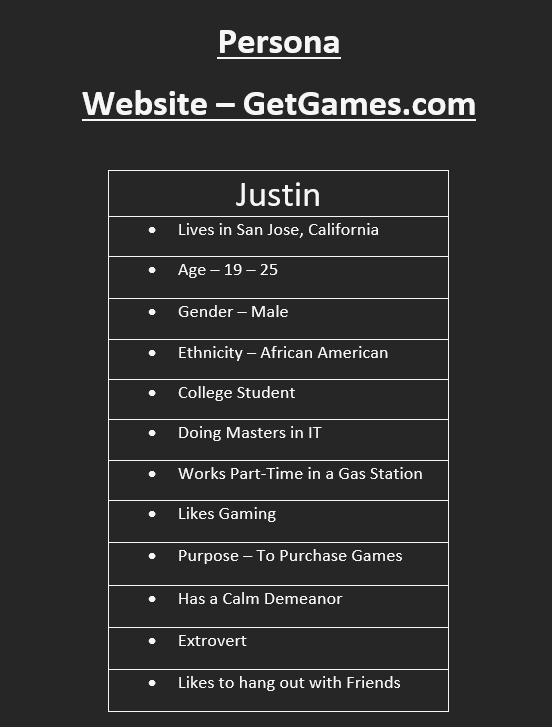 Persona
Website – GetGames.com
Justin
• Lives in San Jose, California
• Age – 19 – 25
• Gender – Male
• Ethnicity – African American
• College Student
• Doing Masters in IT
• Works Part-Time in a Gas Station
• Likes Gaming
• Purpose – To Purchase Games
• Has a Calm Demeanor
• Extrovert
• Likes to hang out with Friends